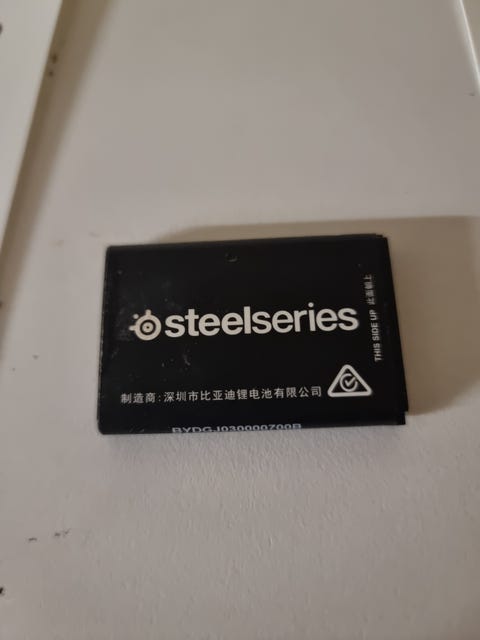 steelseries
制造商:深圳市比亚迪锂电池有限公司
THIS SIDE UP 此面朝上
BYDGJ030000700B